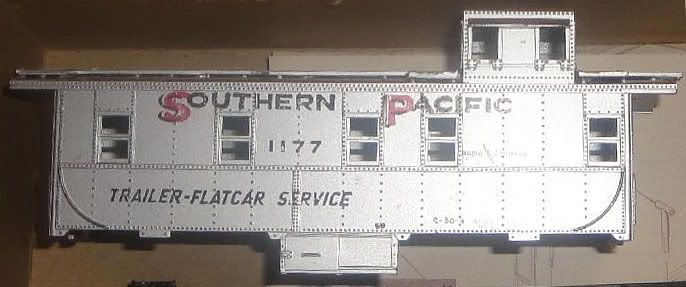 SOUTHERN PACIFIC
1177
TRAILER-FLATCAR SERVICE